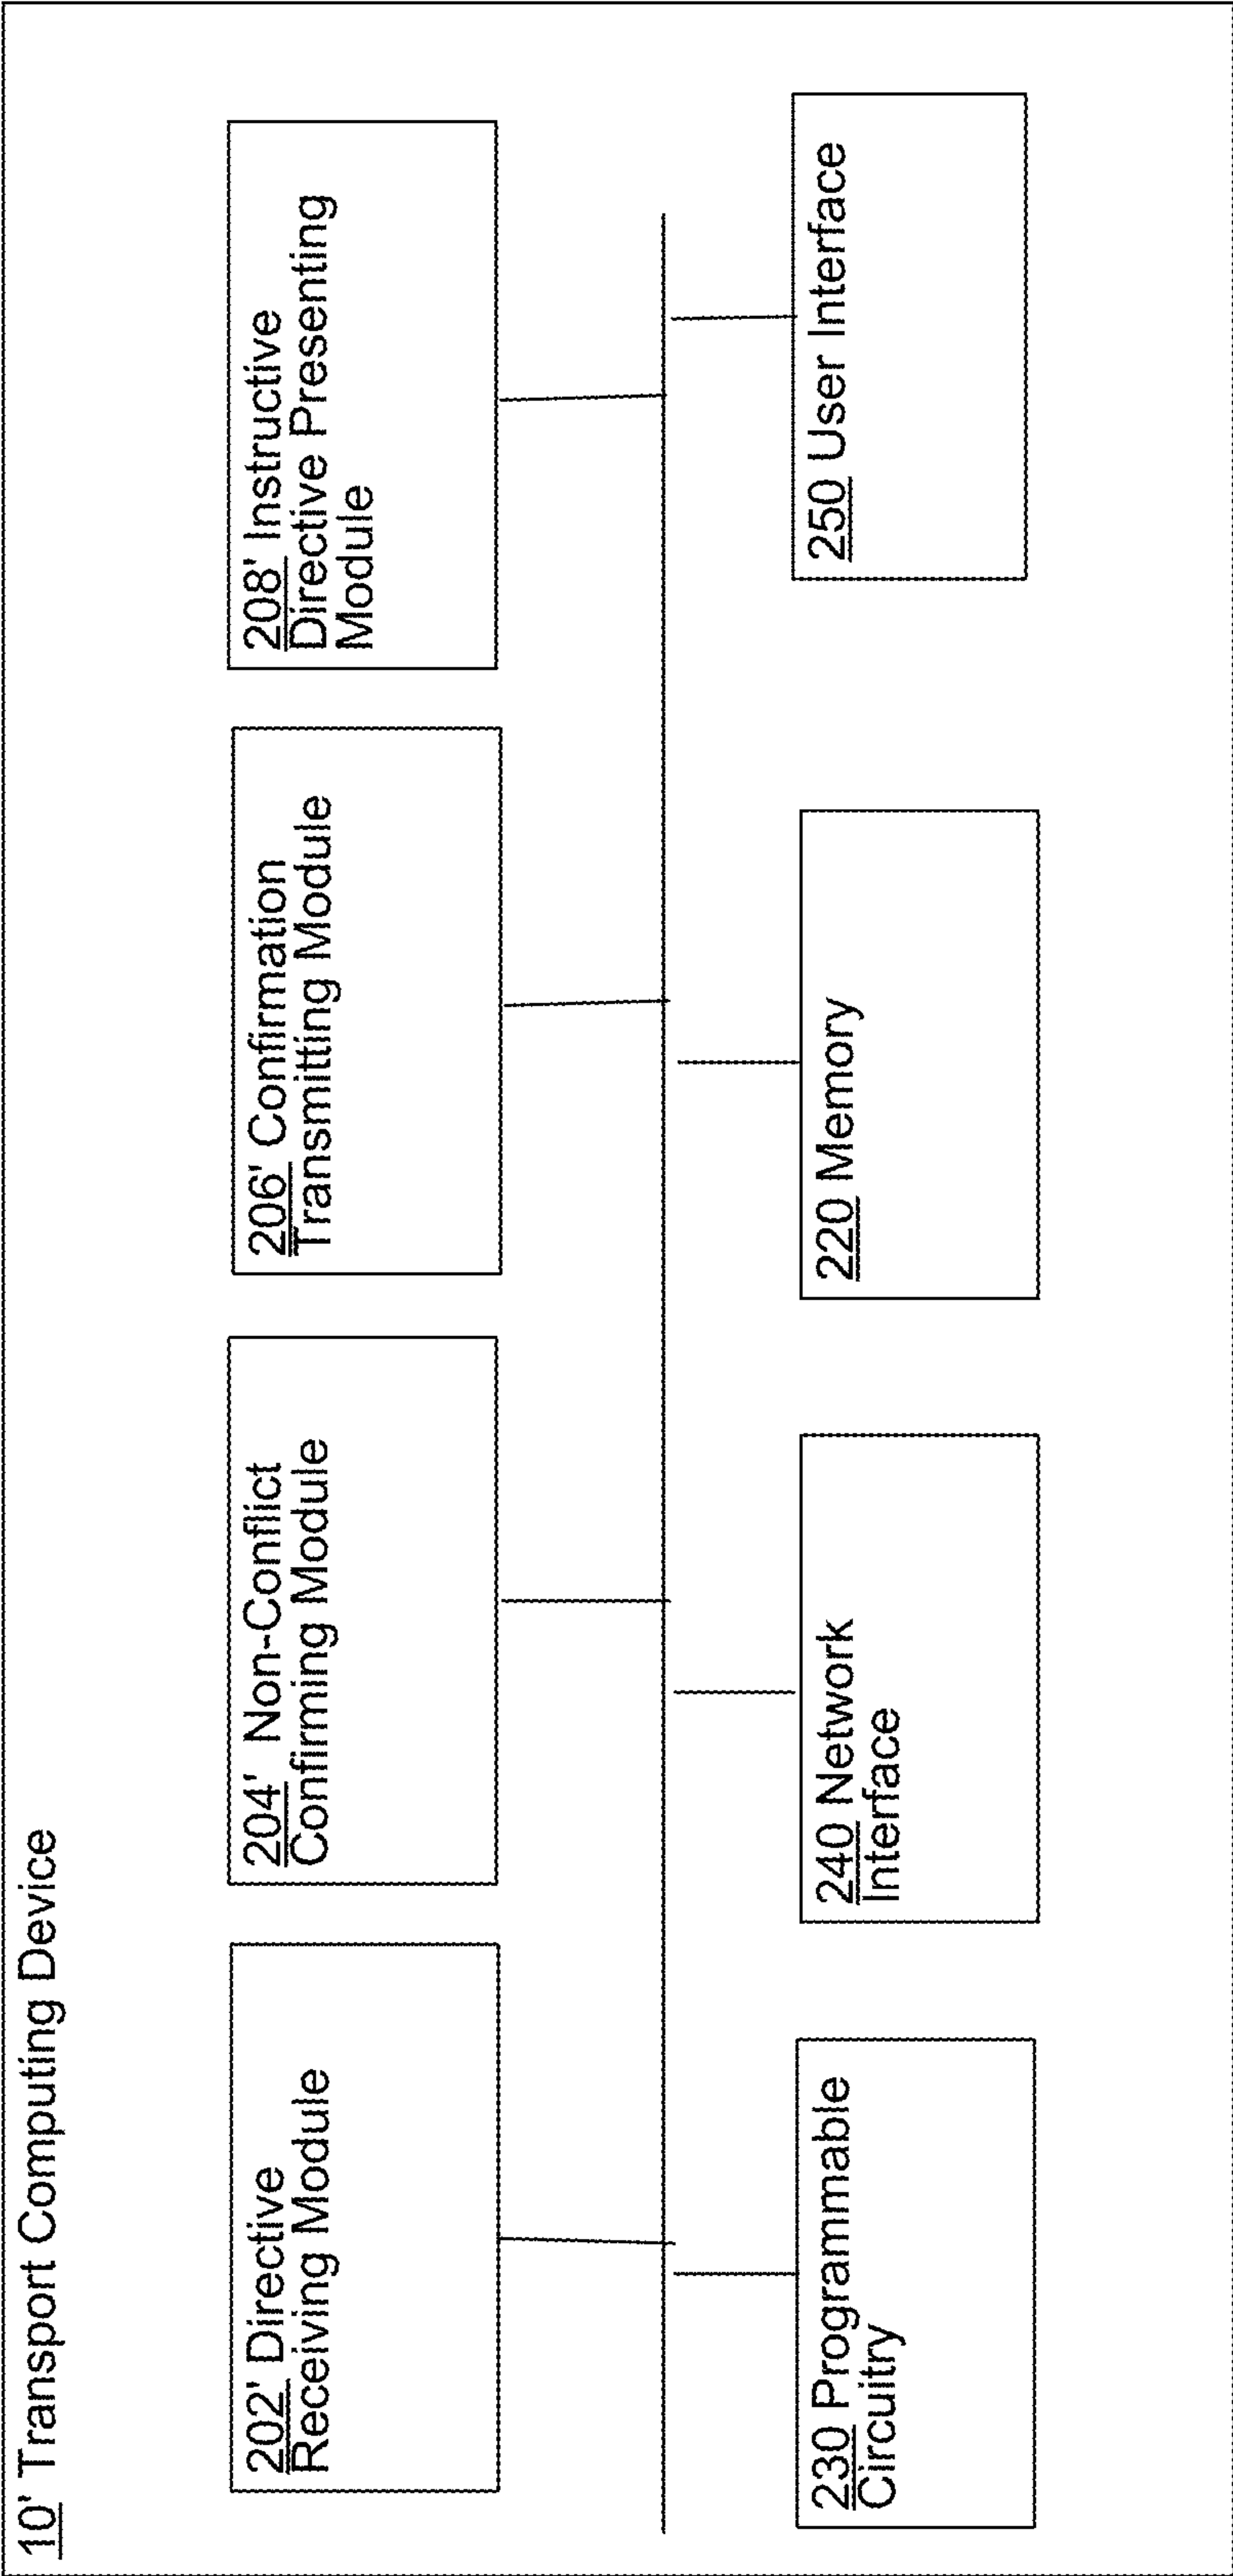 10' Transport Computing Device
202' Directive
Receiving Module
204' Non-Conflict
Confirming Module
206' Confirmation
Transmitting Module
208' Instructive
Directive Presenting
Module
230 Programmable
Circuitry
240 Network
Interface
220 Memory
250 User Interface